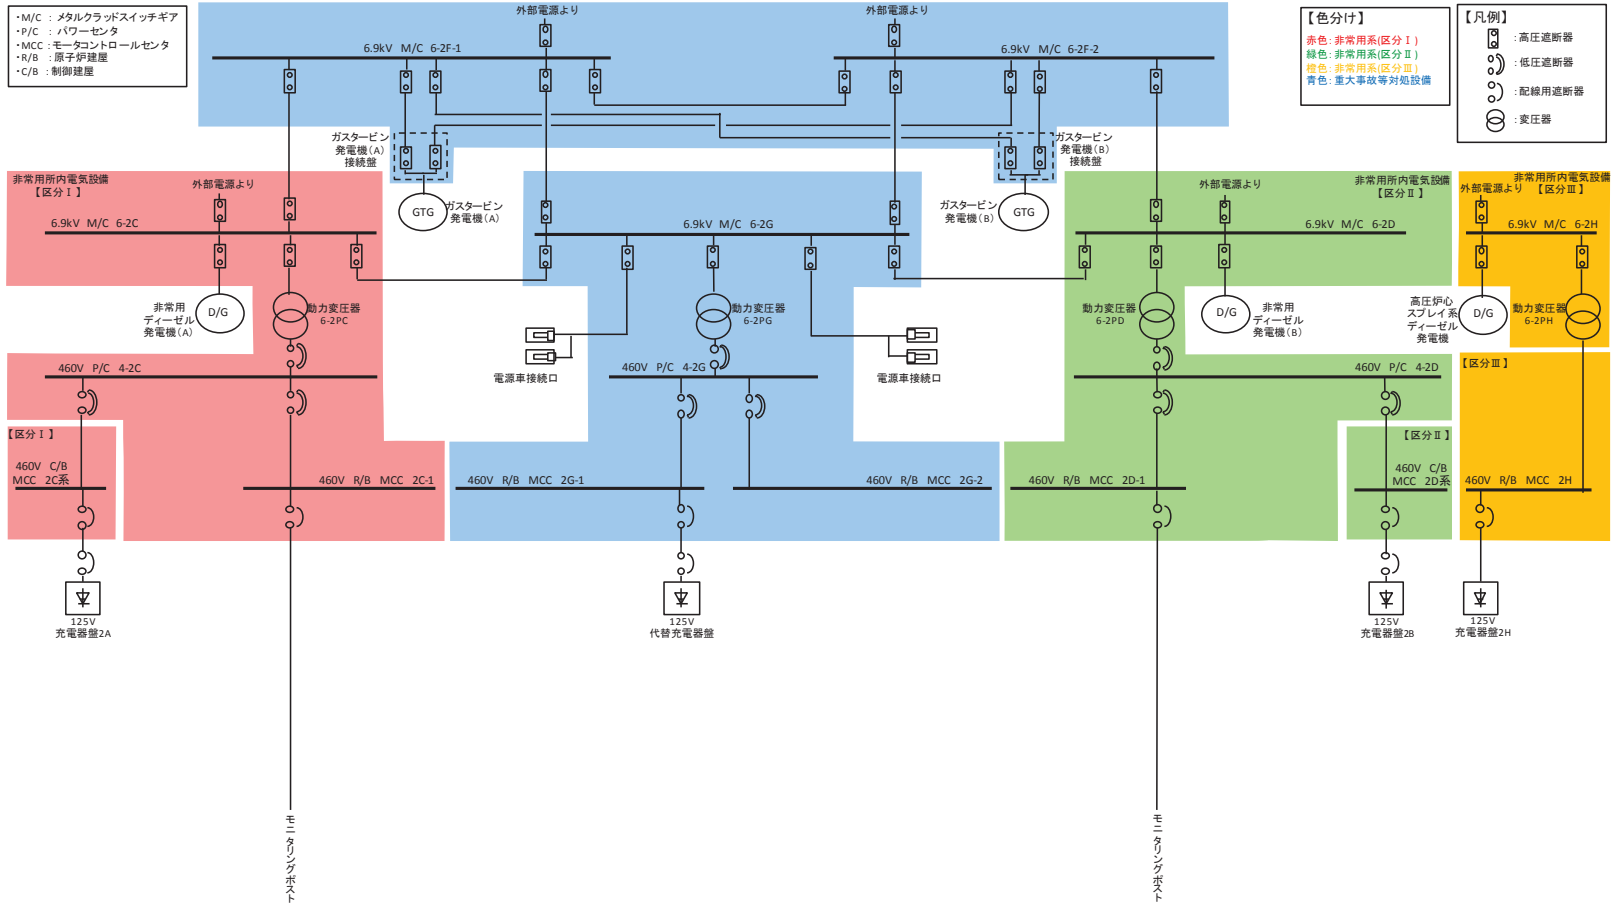 ・M/C ：メタルクラッドスイッチギア
・P/C ：パワーセンタ
・MCC：モータコントロールセンタ
・R/B ：原子炉建屋
・C/B ：制御建屋
外部電源より
外部電源より
6.9kV M/C 6-2F-1
6.9kV M/C 6-2F-2
【色分け】
赤色：非常用系(区分Ⅰ)
緑色：非常用系(区分Ⅱ)
橙色：非常用系(区分Ⅲ)
青色：重大事故等対処設備
【凡例】
：高圧遮断器
：低圧遮断器
：配線用遮断器
：変圧器
ガスタービン
発電機(A)
接続盤
ガスタービン
発電機(B)
接続盤
GTG
ガスタービン
発電機(A)
ガスタービン
発電機(B)
GTG
非常用所内電気設備
【区分Ⅰ】
外部電源より
6.9kV M/C 6-2C
6.9kV M/C 6-2G
外部電源より
非常用所内電気設備
【区分Ⅱ】
6.9kV M/C 6-2D
非常用所内電気設備
【区分Ⅲ】
外部電源より
6.9kV M/C 6-2H
非常用
ディーゼル
発電機(A)
D/G
動力変圧器
6-2PC
動力変圧器
6-2PG
動力変圧器
6-2PD
D/G
非常用
ディーゼル
発電機(B)
高圧炉心
スプレイ系
ディーゼル
発電機
D/G
動力変圧器
6-2PH
電源車接続口
電源車接続口
460V P/C 4-2C
460V P/C 4-2G
460V P/C 4-2D
【区分Ⅲ】
【区分Ⅰ】
【区分Ⅱ】
460V C/B
MCC 2C系
460V R/B MCC 2C-1
460V R/B MCC 2G-1
460V R/B MCC 2G-2
460V R/B MCC 2D-1
460V C/B
MCC 2D系
460V R/B MCC 2H
125V
充電器盤2A
125V
代替充電器盤
125V
充電器盤2B
125V
充電器盤2H
モニタリングポスト
モニタリングポスト